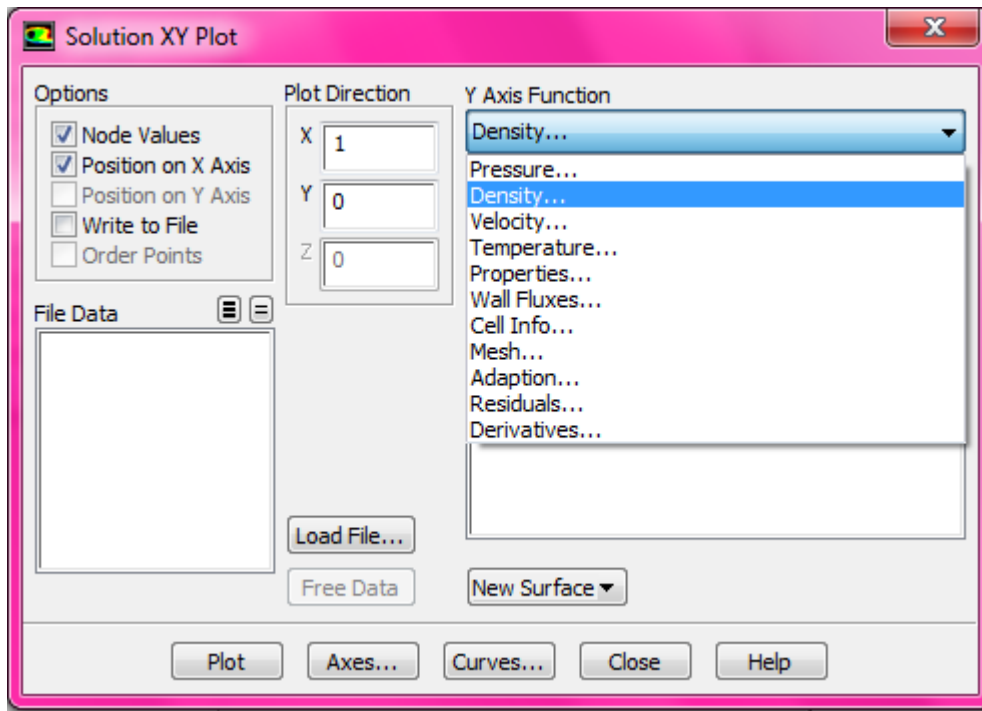 Solution XY Plot
Options
Node Values
Position on X Axis
Position on Y Axis
Write to File
Order Points
Plot Direction
X 1
Y 0
Z 0
Y Axis Function
Density...
Pressure...
Density...
Velocity...
Temperature...
Properties...
Wall Fluxes...
Cell Info...
Mesh...
Adaption...
Residuals...
Derivatives...
File Data
Load File...
Free Data
New Surface
Plot
Axes...
Curves...
Close
Help